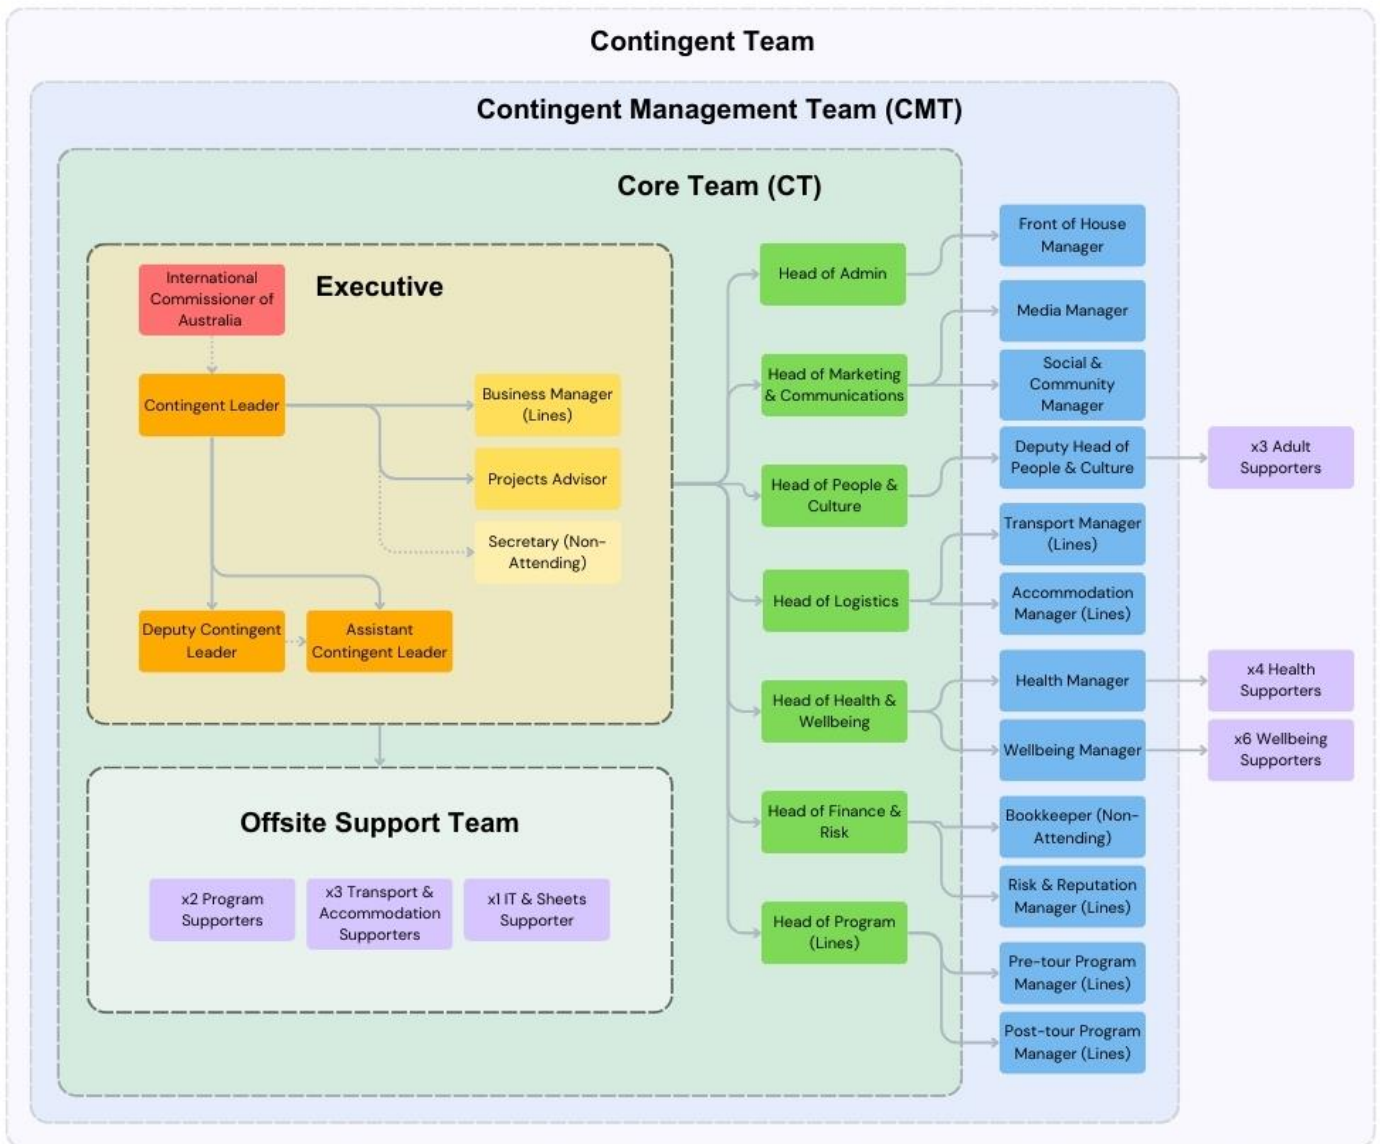 Contingent Team
Contingent Management Team (CMT)
Core Team (CT)
Executive
International
Commissioner of
Australia
Contingent Leader
Business Manager
(Lines)
Projects Advisor
Secretary (Non-
Attending)
Deputy Contingent
Leader
Assistant
Contingent Leader
Offsite Support Team
x2 Program
Supporters
x3 Transport &
Accommodation
Supporters
x1 IT & Sheets
Supporter
Head of Admin
Head of Marketing
& Communications
Head of People &
Culture
Head of Logistics
Head of Health &
Wellbeing
Head of Finance &
Risk
Head of Program
(Lines)
Front of House
Manager
Media Manager
Social &
Community
Manager
Deputy Head of
People & Culture
Transport Manager
(Lines)
Accommodation
Manager (Lines)
Health Manager
Wellbeing Manager
Bookkeeper (Non-
Attending)
Risk & Reputation
Manager (Lines)
Pre-tour Program
Manager (Lines)
Post-tour Program
Manager (Lines)
x3 Adult
Supporters
x4 Health
Supporters
x6 Wellbeing
Supporters